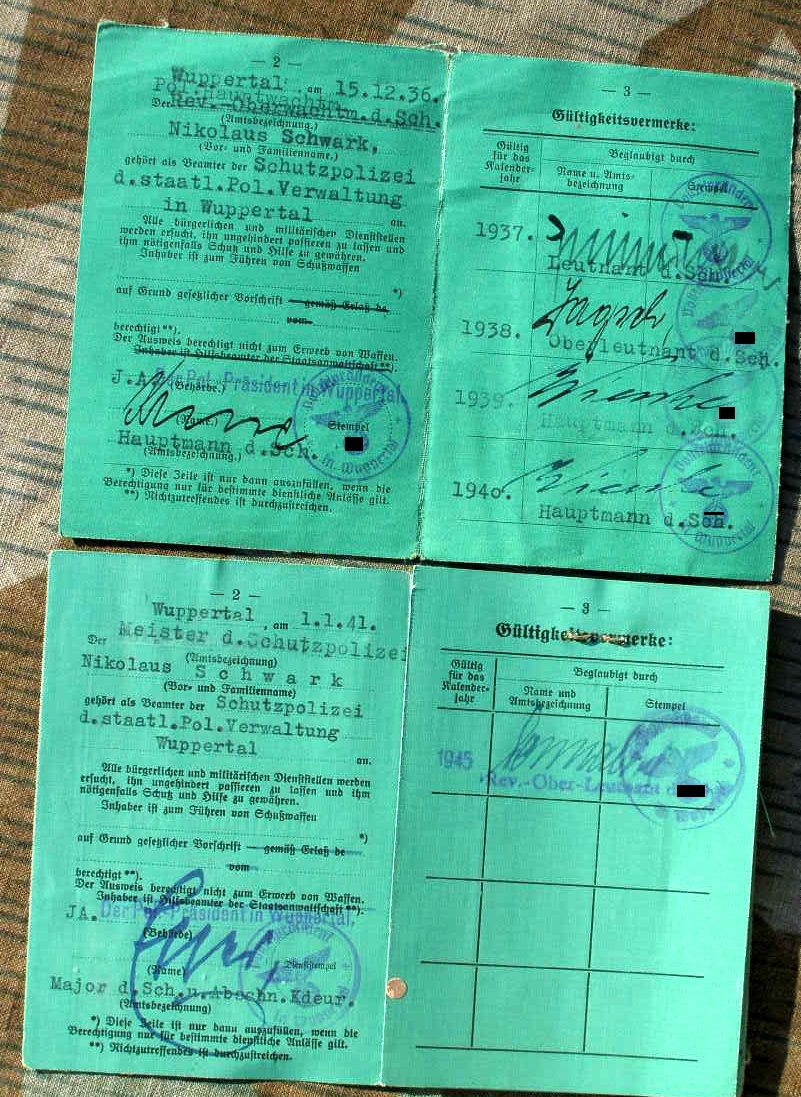 — 2 —
Wuppertal, am 15.12.36.
Pol.-Hauptwachtm.
Der Rev.-Oberwachtm.d.Sch.
(Amtsbezeichnung.)
Nikolaus Schwark,
(Vor- und Familienname.)
gehört als Beamter der Schutzpolizei
d.staatl.Pol.Verwaltung
in Wuppertal an.
Alle bürgerlichen und militärischen Dienststellen
werden ersucht, ihn ungehindert passieren zu lassen und
ihm nötigenfalls Schutz und Hilfe zu gewähren.
Inhaber ist zum Führen von Schußwaffen
*)
auf Grund gesetzlicher Vorschrift — gemäß Erlaß de
vom
berechtigt **).
Der Ausweis berechtigt nicht zum Erwerb von Waffen.
Inhaber ist Hilfsbeamter der Staatsanwaltschaft **).
J.A. Der Pol.-Präsident in Wuppertal
(Behörde.)
(Name.) Stempel
Hauptmann d.Sch.
(Amtsbezeichnung.)
*) Diese Zeile ist nur dann auszufüllen, wenn die
Berechtigung nur für bestimmte dienstliche Anlässe gilt.
**) Nichtzutreffendes ist durchzustreichen.
— 3 —
Gültigkeitsvermerke:
Gültig
für das
Kalender-
jahr
Beglaubigt durch
Name u. Amts-
bezeichnung
Stempel
1937.
Leutnant d.Sch.
1938.
Oberleutnant d.Sch.
1939.
Hauptmann d.Sch.
1940.
Hauptmann d.Sch.
— 2 —
Wuppertal, am 1.1.41.
Der Meister d.Schutzpolizei
(Amtsbezeichnung)
Nikolaus Schwark
(Vor- und Familienname)
gehört als Beamter der Schutzpolizei
d.staatl.Pol.Verwaltung
Wuppertal
an.
Alle bürgerlichen und militärischen Dienststellen werden
ersucht, ihn ungehindert passieren zu lassen und ihm
nötigenfalls Schutz und Hilfe zu gewähren.
Inhaber ist zum Führen von Schußwaffen
*)
auf Grund gesetzlicher Vorschrift — gemäß Erlaß de
vom
berechtigt **).
Der Ausweis berechtigt nicht zum Erwerb von Waffen.
Inhaber ist Hilfsbeamter der Staatsanwaltschaft **).
JA. Der Pol.-Präsident in Wuppertal,
(Behörde)
(Name) Dienststempel
Major d.Sch.u.Abschn.Kdeur.
(Amtsbezeichnung)
*) Diese Zeile ist nur dann auszufüllen, wenn die
Berechtigung nur für bestimmte dienstliche Anlässe gilt.
**) Nichtzutreffendes ist durchzustreichen.
— 3 —
Gültigkeitsvermerke:
Gültig
für das
Kalender-
jahr
Beglaubigt durch
Name und
Amtsbezeichnung
Stempel
1945
Rev.-Ober-Leutnant